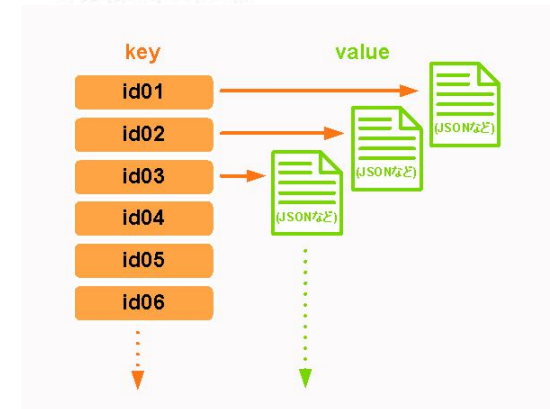 key
value
id01
id02
id03
id04
id05
id06
(JSONなど)
(JSONなど)
(JSONなど)